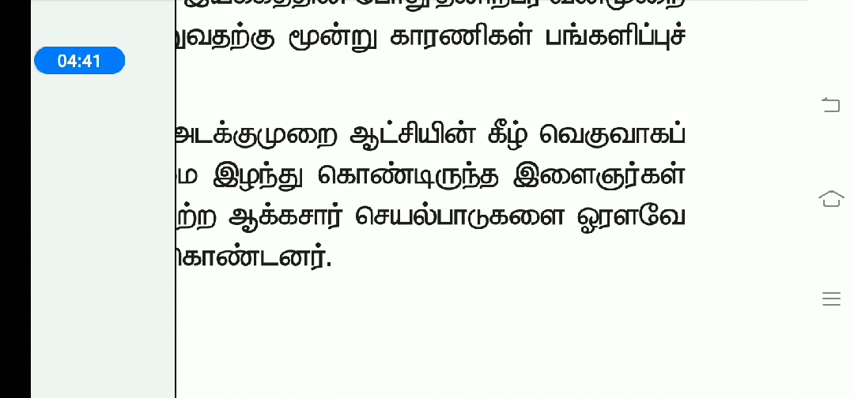 மூன்று காரணிகள் பங்களிப்புச்
04:41
அடக்குமுறை ஆட்சியின் கீழ் வெகுவாகப்
இழந்து கொண்டிருந்த இளைஞர்கள்
ஆக்கசார் செயல்பாடுகளை ஓரளவே
கொண்டனர்.